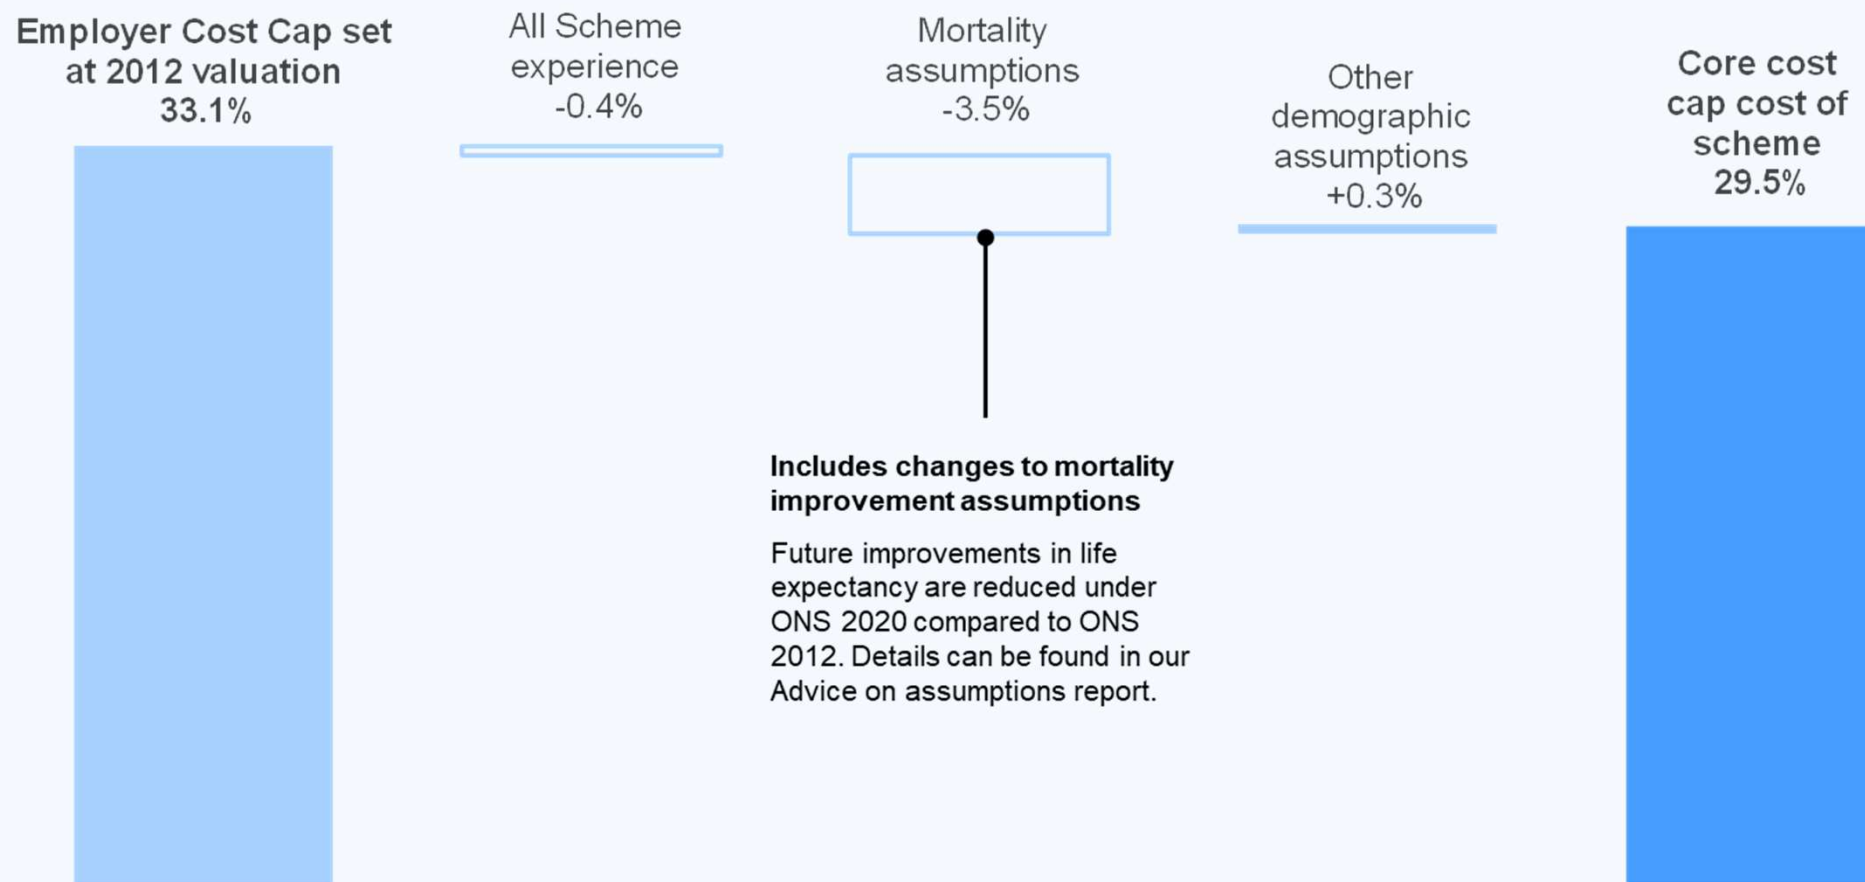 Employer Cost Cap set
at 2012 valuation
33.1%
All Scheme
experience
-0.4%
Mortality
assumptions
-3.5%
Other
demographic
assumptions
+0.3%
Core cost
cap cost of
scheme
29.5%
Includes changes to mortality
improvement assumptions
Future improvements in life
expectancy are reduced under
ONS 2020 compared to ONS
2012. Details can be found in our
Advice on assumptions report.